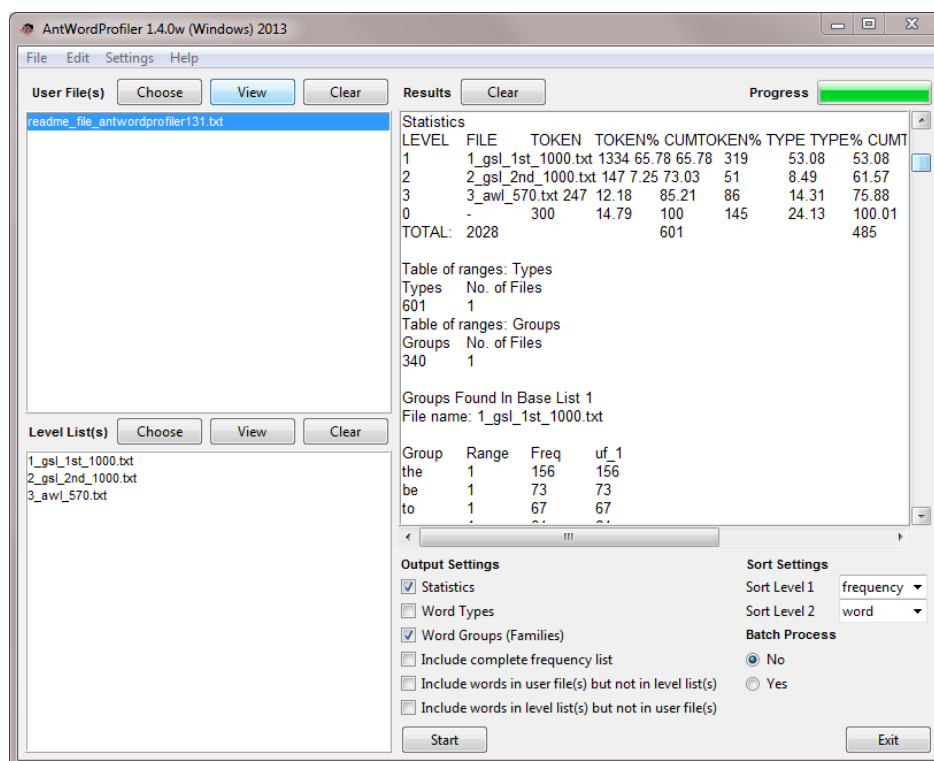 AntWordProfiler 1.4.0w (Windows) 2013
File Edit Settings Help
User File(s) Choose View Clear
readme_file_antwordprofiler131.txt
Level List(s) Choose View Clear
1_gsl_1st_1000.txt
2_gsl_2nd_1000.txt
3_awl_570.txt
Results Clear Progress
Statistics
LEVEL FILE TOKEN TOKEN% CUMTOKEN% TYPE TYPE% CUMT
1 1_gsl_1st_1000.txt 1334 65.78 65.78 319 53.08 53.08
2 2_gsl_2nd_1000.txt 147 7.25 73.03 51 8.49 61.57
3 3_awl_570.txt 247 12.18 85.21 86 14.31 75.88
0 - 300 14.79 100 145 24.13 100.01
TOTAL: 2028 601 485
Table of ranges: Types
Types No. of Files
601 1
Table of ranges: Groups
Groups No. of Files
340 1
Groups Found In Base List 1
File name: 1_gsl_1st_1000.txt
Group Range Freq uf_1
the 1 156 156
be 1 73 73
to 1 67 67
Output Settings
Statistics
Word Types
Word Groups (Families)
Include complete frequency list
Include words in user file(s) but not in level list(s)
Include words in level list(s) but not in user file(s)
Start
Sort Settings
Sort Level 1 frequency
Sort Level 2 word
Batch Process
No
Yes
Exit